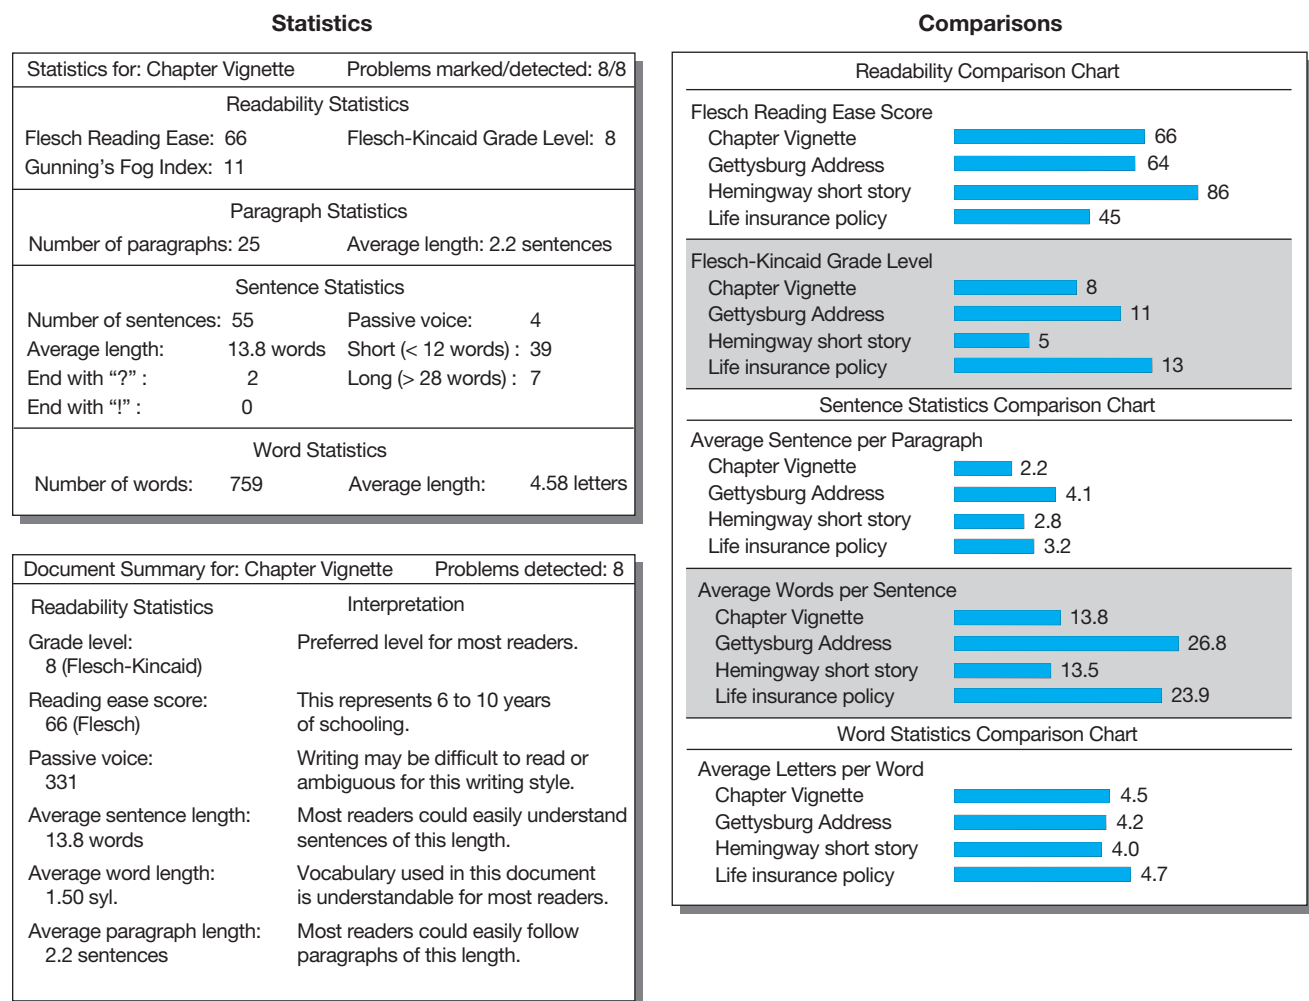 Statistics
Statistics for: Chapter Vignette Problems marked/detected: 8/8
Readability Statistics
Flesch Reading Ease: 66 Flesch-Kincaid Grade Level: 8
Gunning's Fog Index: 11
Paragraph Statistics
Number of paragraphs: 25 Average length: 2.2 sentences
Sentence Statistics
Number of sentences: 55 Passive voice: 4
Average length: 13.8 words Short (< 12 words) : 39
End with “?” : 2 Long (> 28 words) : 7
End with “!” : 0
Word Statistics
Number of words: 759 Average length: 4.58 letters
Document Summary for: Chapter Vignette Problems detected: 8
Readability Statistics Interpretation
Grade level: Preferred level for most readers.
8 (Flesch-Kincaid)
Reading ease score: This represents 6 to 10 years
66 (Flesch) of schooling.
Passive voice: Writing may be difficult to read or
331 ambiguous for this writing style.
Average sentence length: Most readers could easily understand
13.8 words sentences of this length.
Average word length: Vocabulary used in this document
1.50 syl. is understandable for most readers.
Average paragraph length: Most readers could easily follow
2.2 sentences paragraphs of this length.
Comparisons
Readability Comparison Chart
Flesch Reading Ease Score
Chapter Vignette 66
Gettysburg Address 64
Hemingway short story 86
Life insurance policy 45
Flesch-Kincaid Grade Level
Chapter Vignette 8
Gettysburg Address 11
Hemingway short story 5
Life insurance policy 13
Sentence Statistics Comparison Chart
Average Sentence per Paragraph
Chapter Vignette 2.2
Gettysburg Address 4.1
Hemingway short story 2.8
Life insurance policy 3.2
Average Words per Sentence
Chapter Vignette 13.8
Gettysburg Address 26.8
Hemingway short story 13.5
Life insurance policy 23.9
Word Statistics Comparison Chart
Average Letters per Word
Chapter Vignette 4.5
Gettysburg Address 4.2
Hemingway short story 4.0
Life insurance policy 4.7